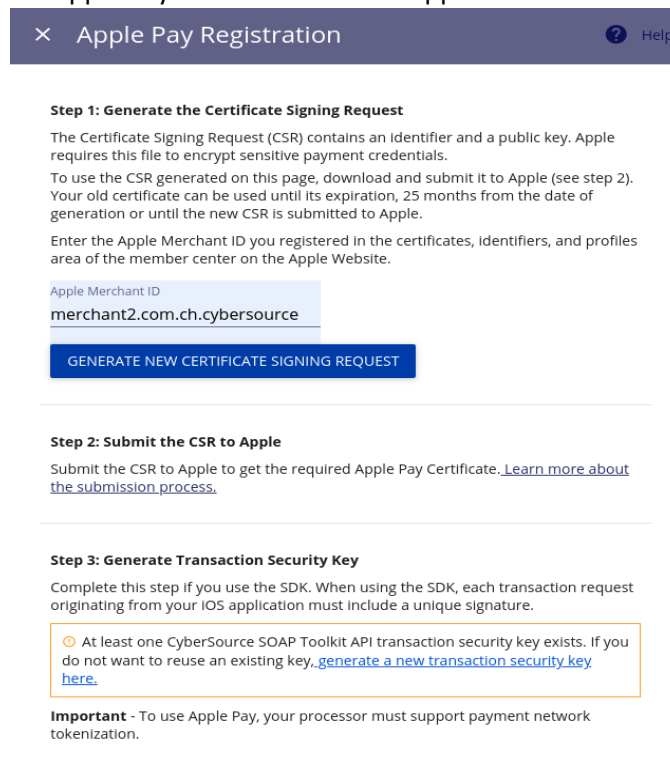 Apple Pay Registration
Help
Step 1: Generate the Certificate Signing Request
The Certificate Signing Request (CSR) contains an identifier and a public key. Apple
requires this file to encrypt sensitive payment credentials.
To use the CSR generated on this page, download and submit it to Apple (see step 2).
Your old certificate can be used until its expiration, 25 months from the date of
generation or until the new CSR is submitted to Apple.
Enter the Apple Merchant ID you registered in the certificates, identifiers, and profiles
area of the member center on the Apple Website.
Apple Merchant ID
merchant2.com.ch.cybersource
GENERATE NEW CERTIFICATE SIGNING REQUEST
Step 2: Submit the CSR to Apple
Submit the CSR to Apple to get the required Apple Pay Certificate. Learn more about
the submission process.
Step 3: Generate Transaction Security Key
Complete this step if you use the SDK. When using the SDK, each transaction request
originating from your iOS application must include a unique signature.
At least one CyberSource SOAP Toolkit API transaction security key exists. If you
do not want to reuse an existing key, generate a new transaction security key
here.
Important - To use Apple Pay, your processor must support payment network
tokenization.